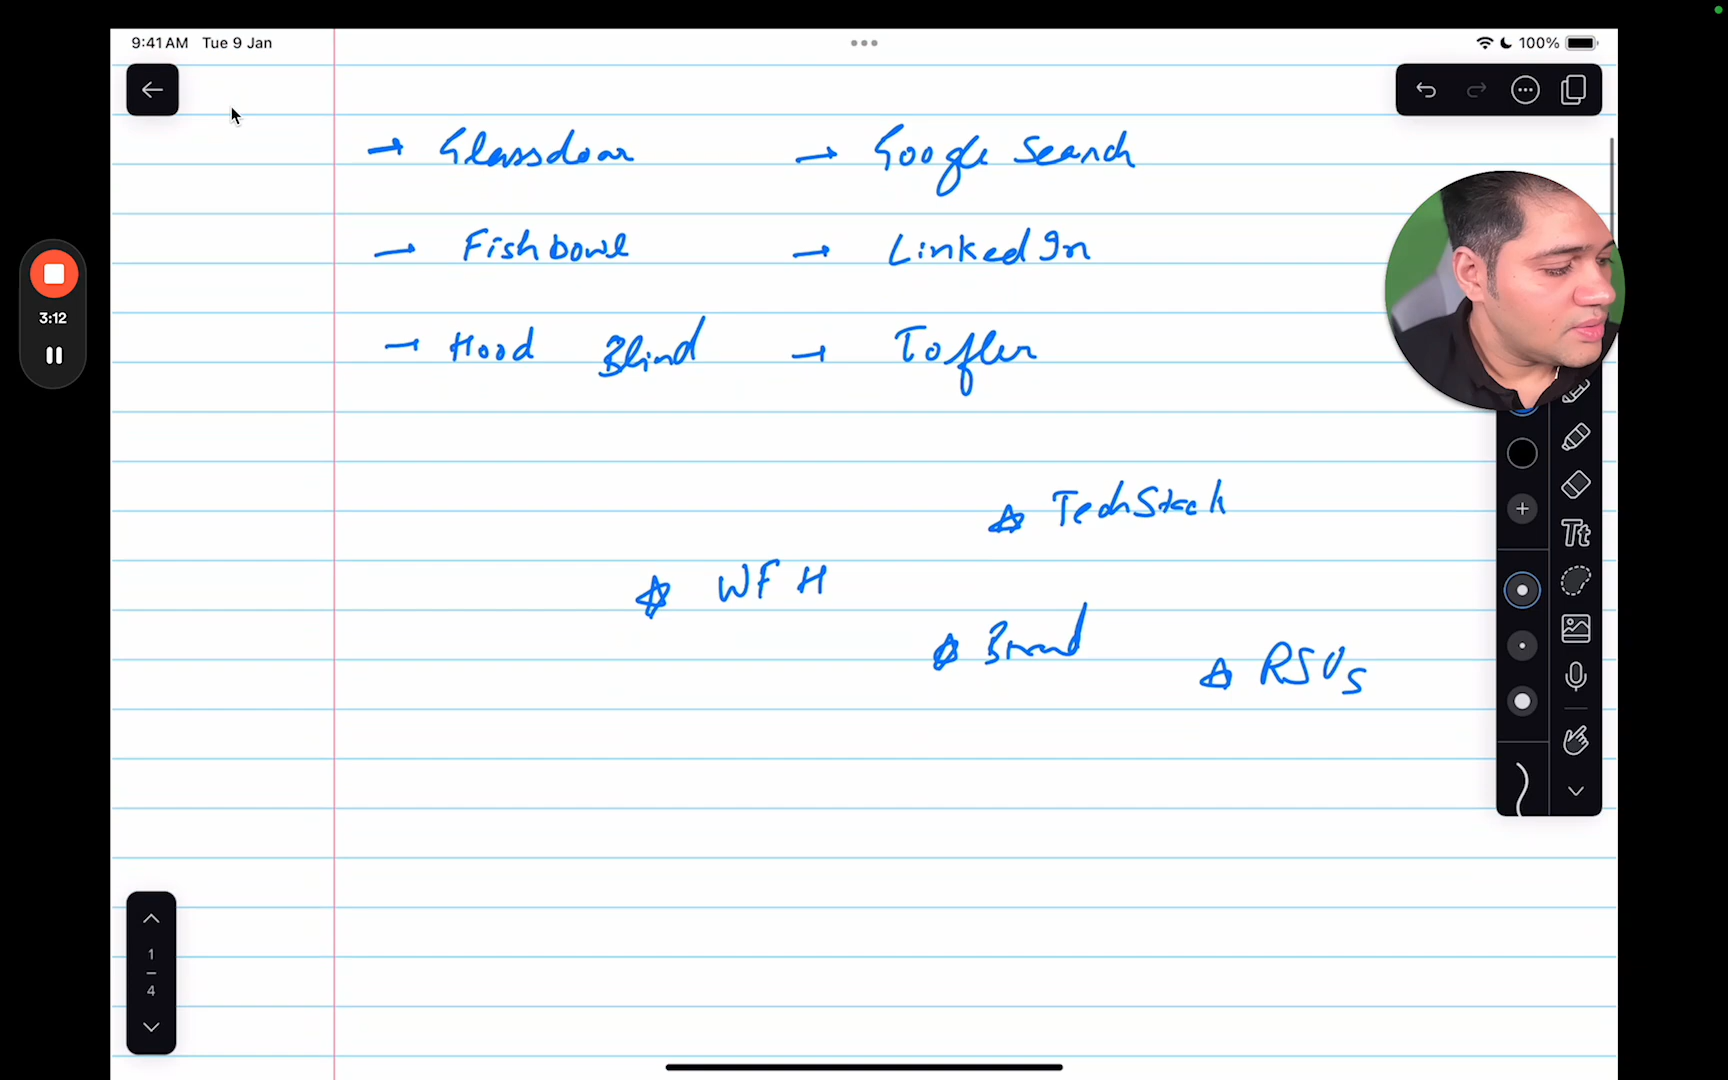 9:41 AM Tue 9 Jan
100%
→ Glassdoor → Google Search
→ Fishbowl → LinkedIn
3:12
→ Hood Blind → Tofler
☆ TechStack
Tt
☆ WFH
☆ Brand ☆ RSUs
1
4